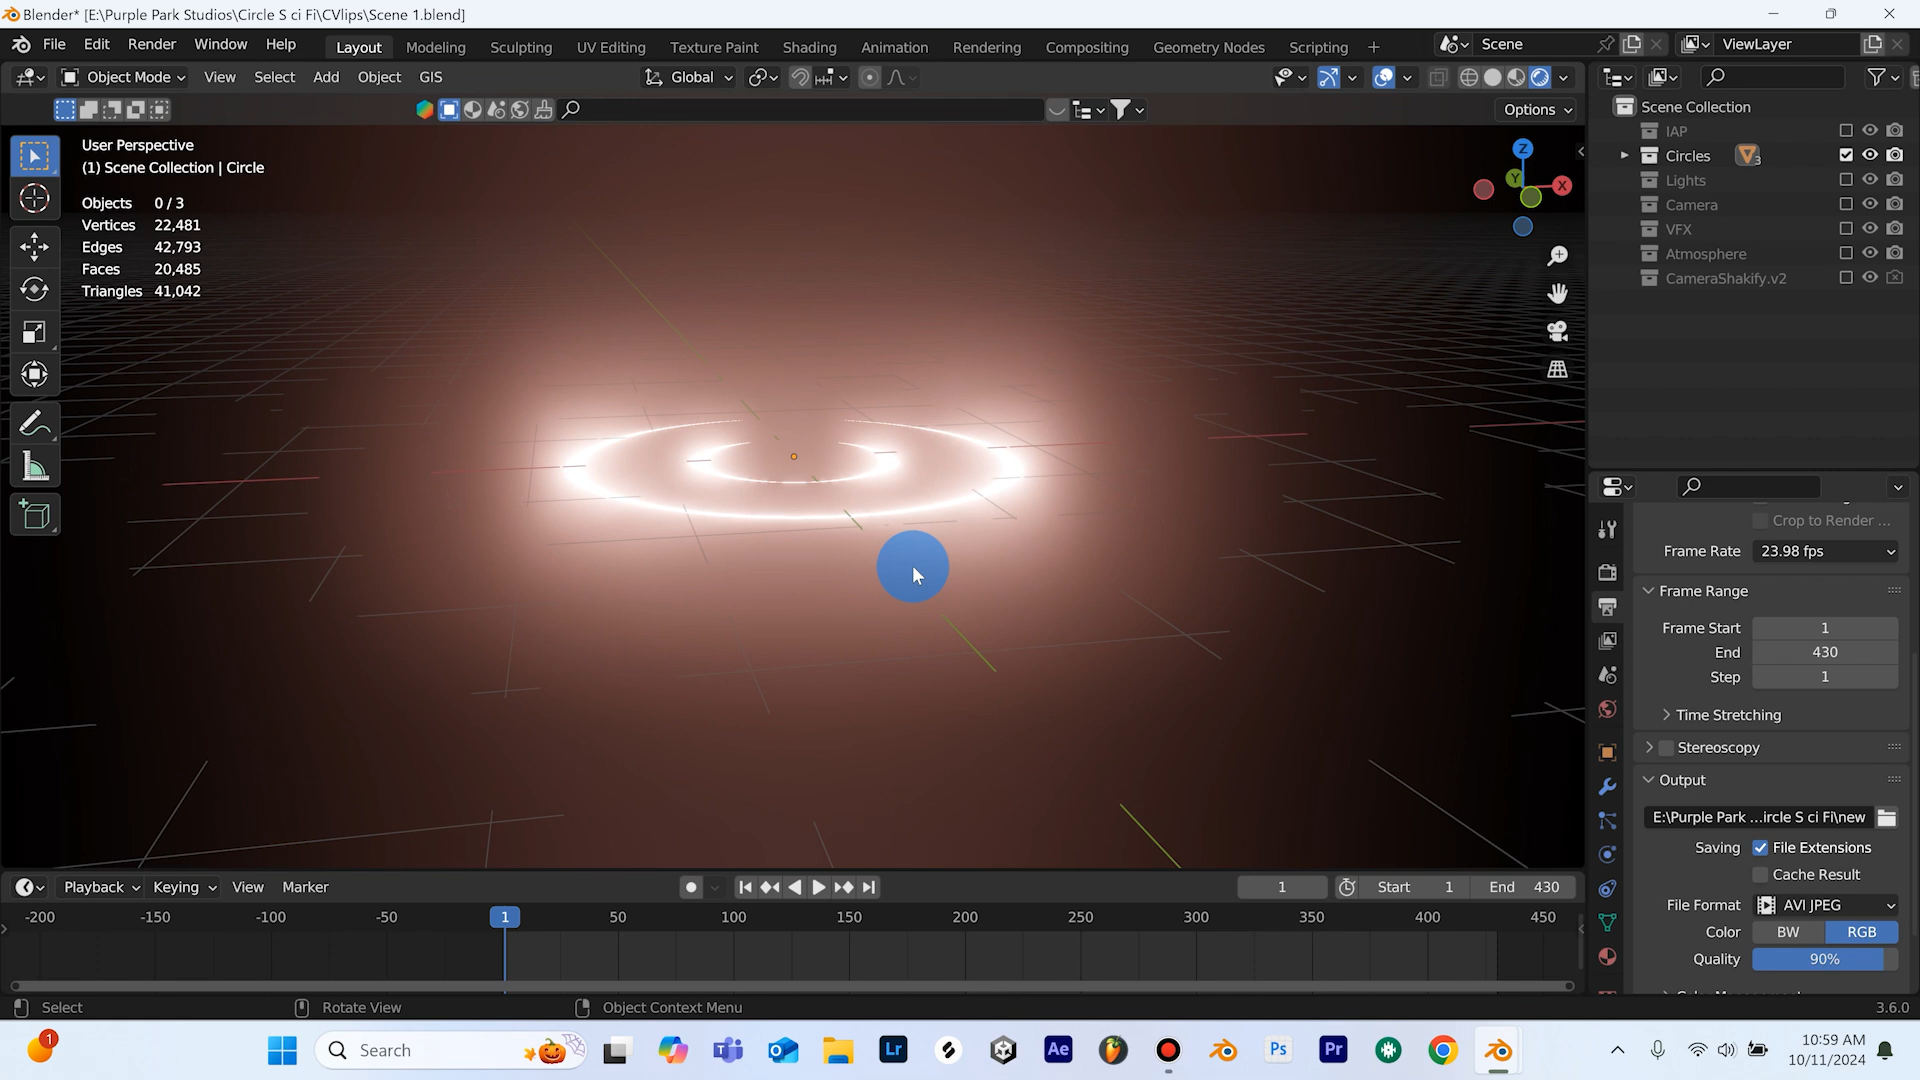 Blender* [E:\Purple Park Studios\Circle S ci Fi\CVlips\Scene 1.blend]
File Edit Render Window Help Layout Modeling Sculpting UV Editing Texture Paint Shading Animation Rendering Compositing Geometry Nodes Scripting + Scene ViewLayer
Object Mode View Select Add Object GIS Global
Options
User Perspective
(1) Scene Collection | Circle
Objects 0 / 3
Vertices 22,481
Edges 42,793
Faces 20,485
Triangles 41,042
Z
Y
X
Scene Collection
IAP
Circles 3
Lights
Camera
VFX
Atmosphere
CameraShakify.v2
Crop to Render ...
Frame Rate 23.98 fps
Frame Range
Frame Start 1
End 430
Step 1
Time Stretching
Stereoscopy
Output
E:\Purple Park ...ircle S ci Fi\new
Saving File Extensions
Cache Result
File Format AVI JPEG
Color BW RGB
Quality 90%
Playback Keying View Marker 1 Start 1 End 430
-200 -150 -100 -50 1 50 100 150 200 250 300 350 400 450
Select Rotate View Object Context Menu 3.6.0
1 Search Lr Ae Ps Pr 10:59 AM
10/11/2024